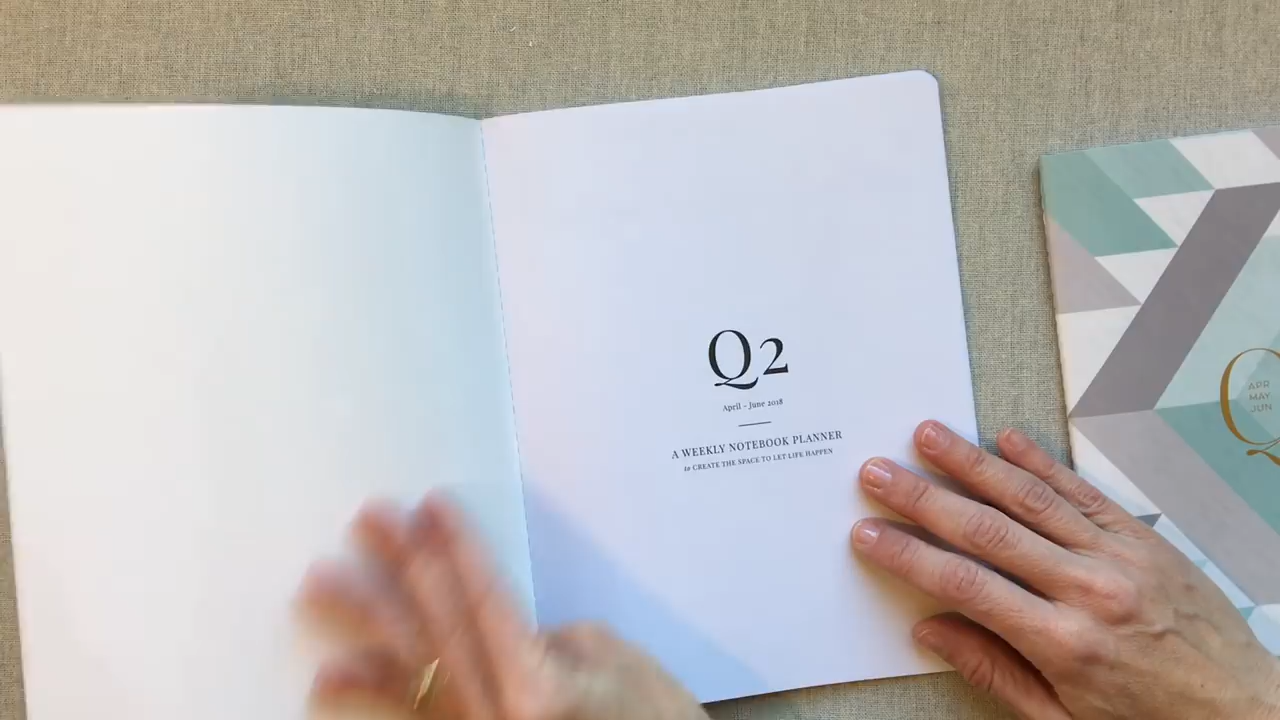 Q2
April - June 2018
A WEEKLY NOTEBOOK PLANNER
to CREATE THE SPACE TO LET LIFE HAPPEN
Q
APR
MAY
JUN